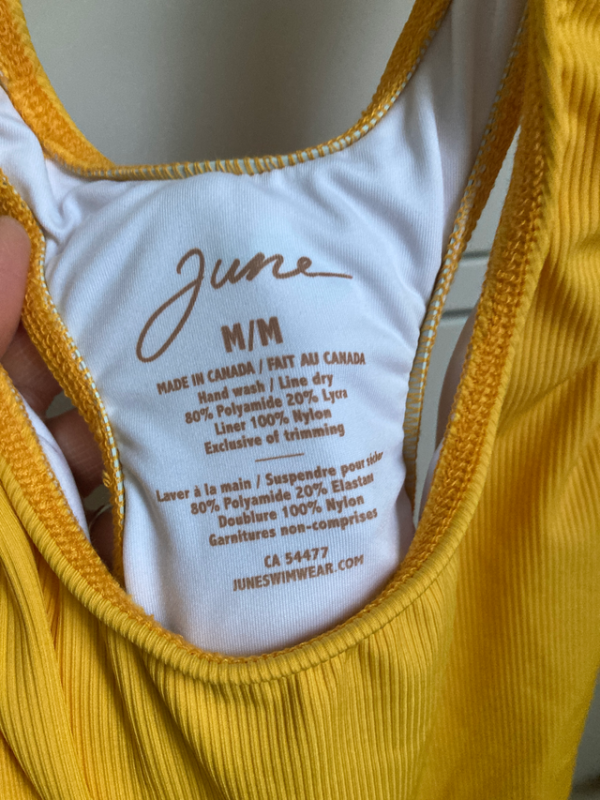 June
M/M
MADE IN CANADA / FAIT AU CANADA
Hand wash / Line dry
80% Polyamide 20% Lycra
Liner 100% Nylon
Exclusive of trimming
Laver à la main / Suspendre pour sécher
80% Polyamide 20% Elastane
Doublure 100% Nylon
Garnitures non-comprises
CA 54477
JUNESWIMWEAR.COM